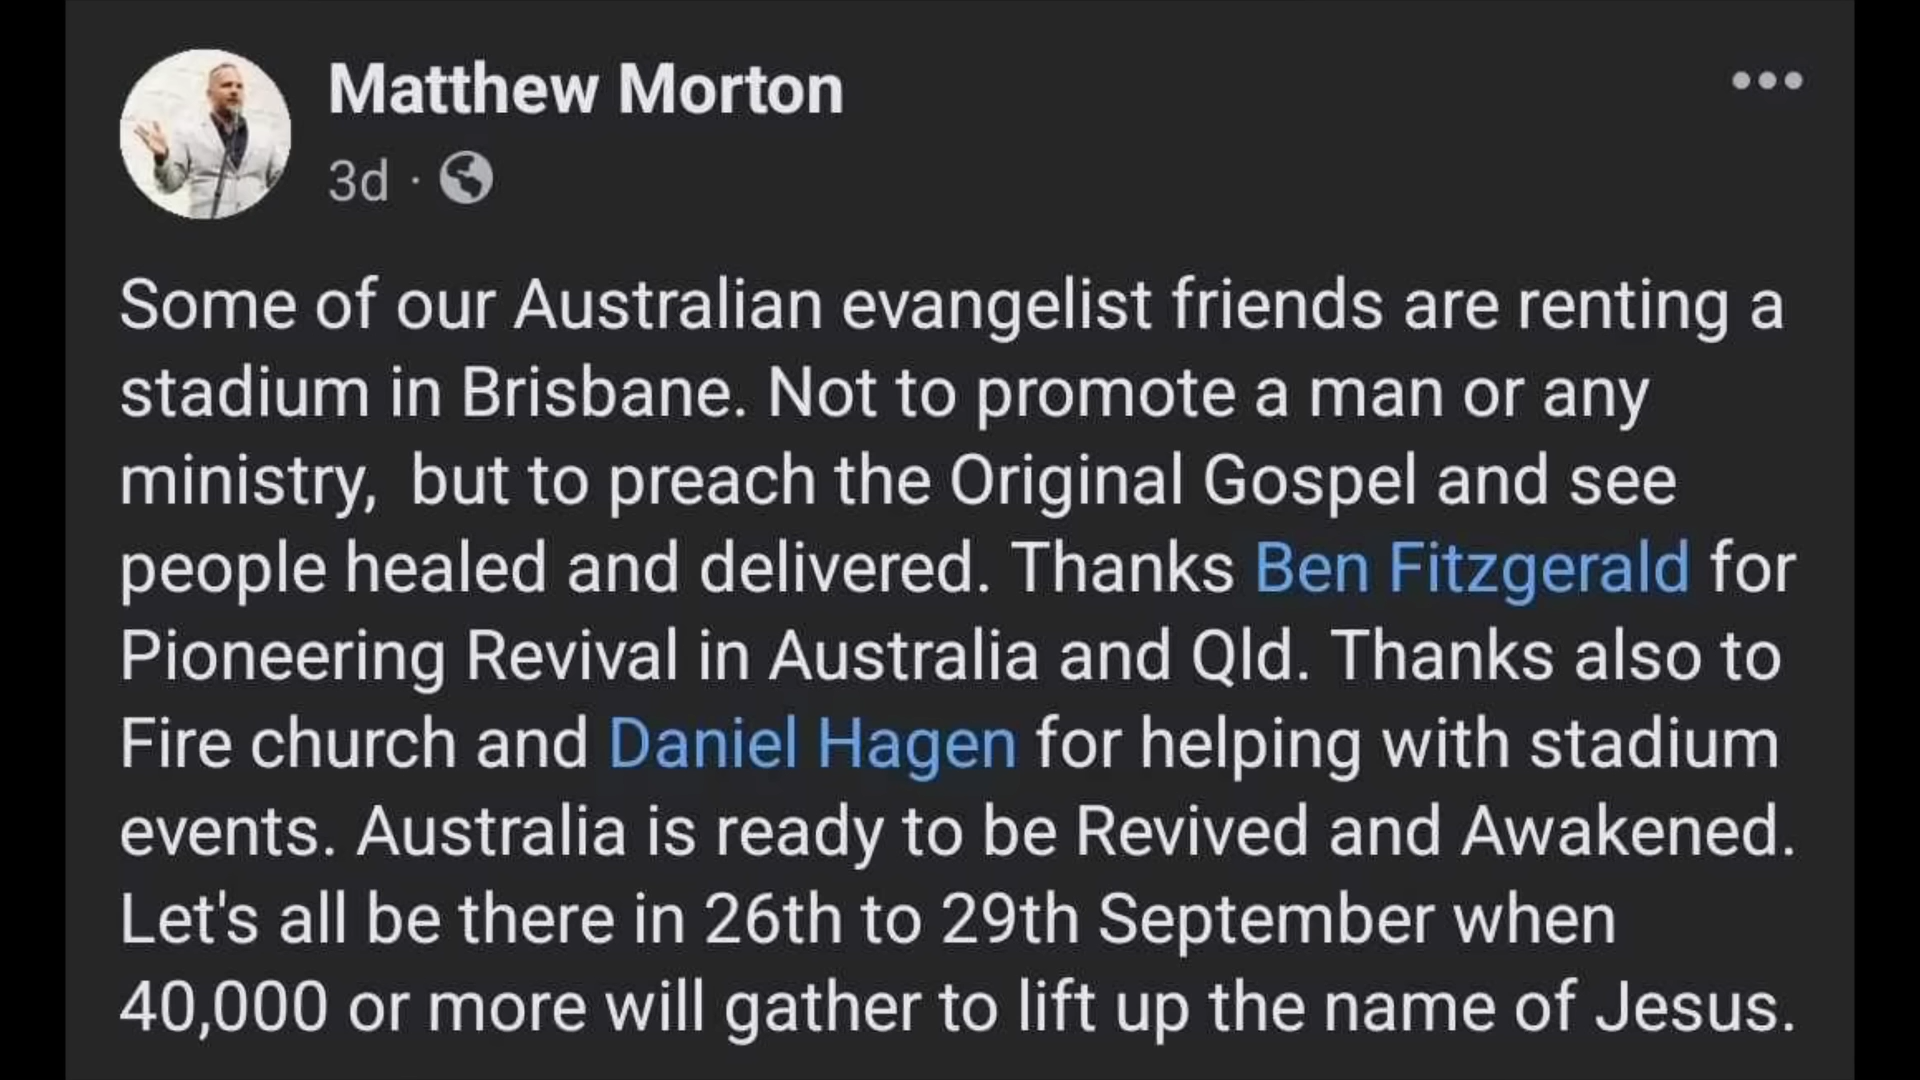 Matthew Morton
3d ·
Some of our Australian evangelist friends are renting a
stadium in Brisbane. Not to promote a man or any
ministry,  but to preach the Original Gospel and see
people healed and delivered. Thanks Ben Fitzgerald for
Pioneering Revival in Australia and Qld. Thanks also to
Fire church and Daniel Hagen for helping with stadium
events. Australia is ready to be Revived and Awakened.
Let's all be there in 26th to 29th September when
40,000 or more will gather to lift up the name of Jesus.